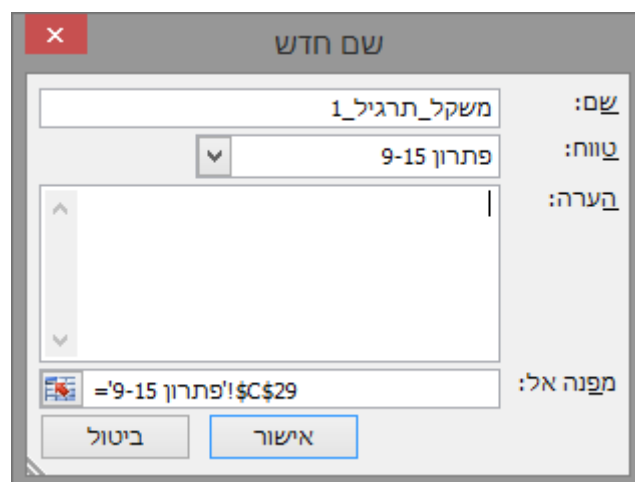 שם חדש
שם:
משקל_תרגיל_1
טווח:
פתרון 9-15
הערה:
מפנה אל:
='פתרון 9-15'!$C$29
אישור
ביטול